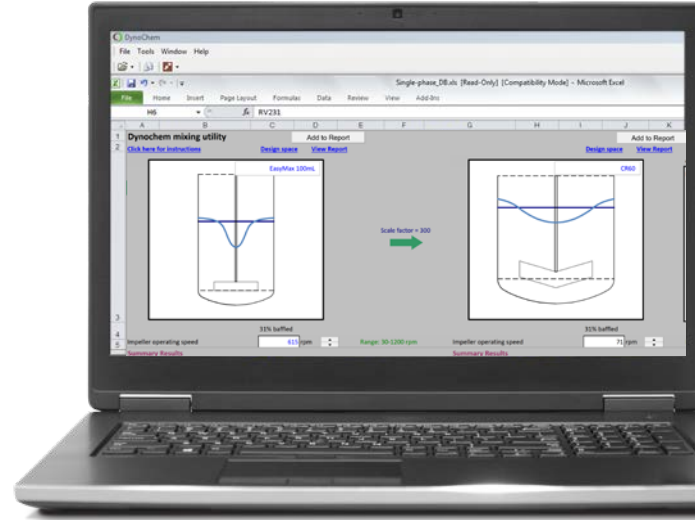 DynoChem
File Tools Window Help
Single-phase_DB.xls [Read-Only] [Compatibility Mode] - Microsoft Excel
File Home Insert Page Layout Formulas Data Review View Add-Ins
H6 fx RV231
A B C D E F G H I J K
1 Dynochem mixing utility Add to Report Add to Report
2 Click here for instructions Design space View Report Design space View Report
EasyMax 100mL CR60
Scale factor = 300
3
31% baffled 31% baffled
4
5 Impeller operating speed 615 rpm Range: 30-1200 rpm Impeller operating speed 71 rpm
Summary Results Summary Results